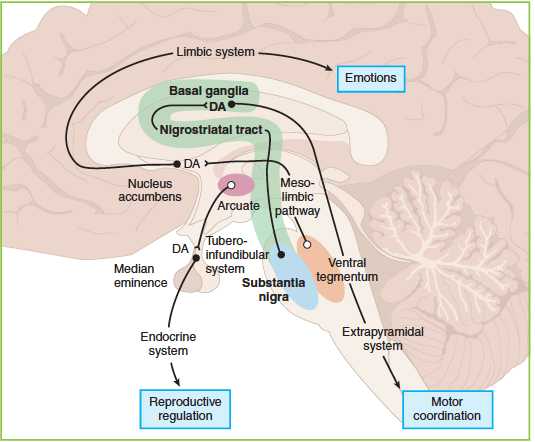 Limbic system
Emotions
Basal ganglia
DA
Nigrostriatal tract
DA
Nucleus
accumbens
Meso-
limbic
pathway
Arcuate
DA
Tubero-
infundibular
system
Median
eminence
Substantia
nigra
Ventral
tegmentum
Endocrine
system
Extrapyramidal
system
Reproductive
regulation
Motor
coordination